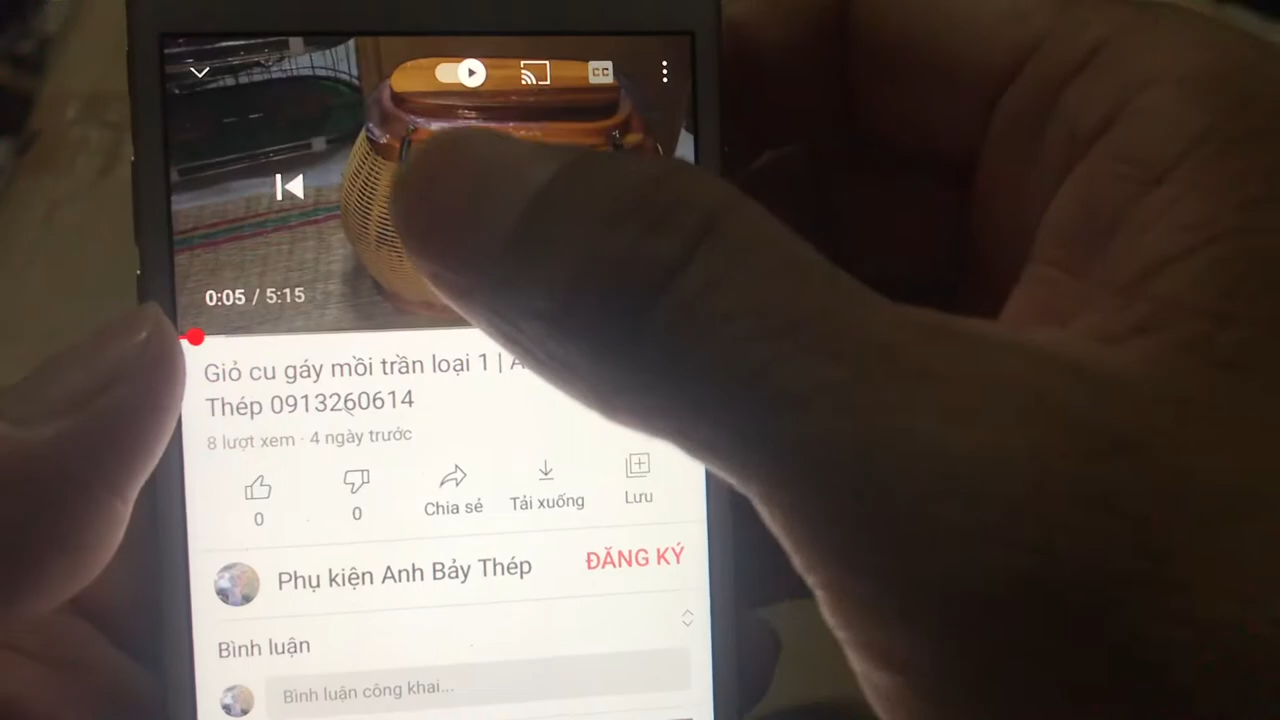 CC
0:05 / 5:15
Giỏ cu gáy mồi trần loại 1 |
Thép 0913260614
8 lượt xem · 4 ngày trước
0
0
Chia sẻ
Tải xuống
Lưu
Phụ kiện Anh Bảy Thép
ĐĂNG KÝ
Bình luận
Bình luận công khai...